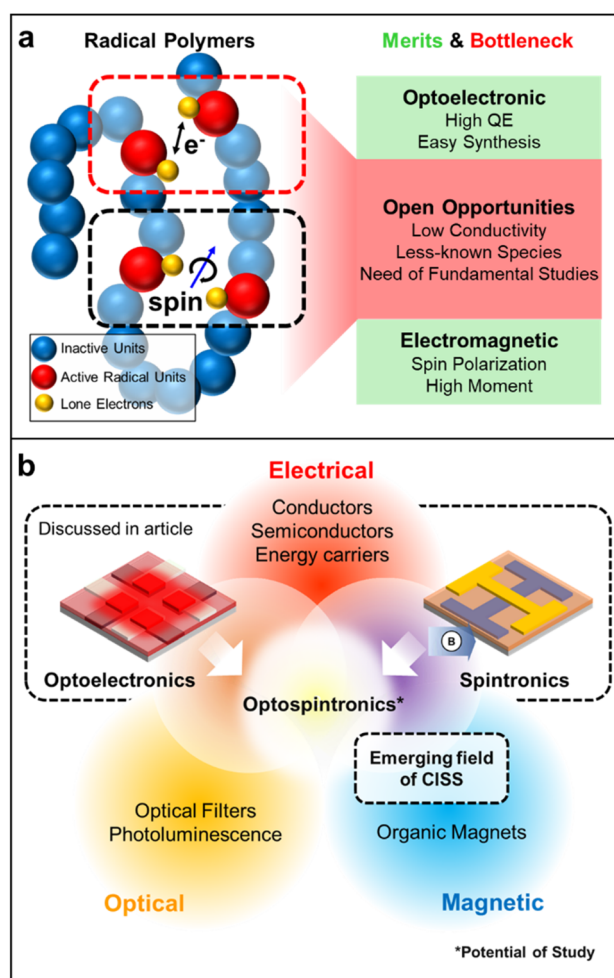 a
Radical Polymers
Merits & Bottleneck
e-
spin
Inactive Units
Active Radical Units
Lone Electrons
Optoelectronic
High QE
Easy Synthesis
Open Opportunities
Low Conductivity
Less-known Species
Need of Fundamental Studies
Electromagnetic
Spin Polarization
High Moment
b
Electrical
Conductors
Semiconductors
Energy carriers
Discussed in article
Optoelectronics
B
Spintronics
Optospintronics*
Emerging field
of CISS
Optical Filters
Photoluminescence
Organic Magnets
Optical
Magnetic
*Potential of Study